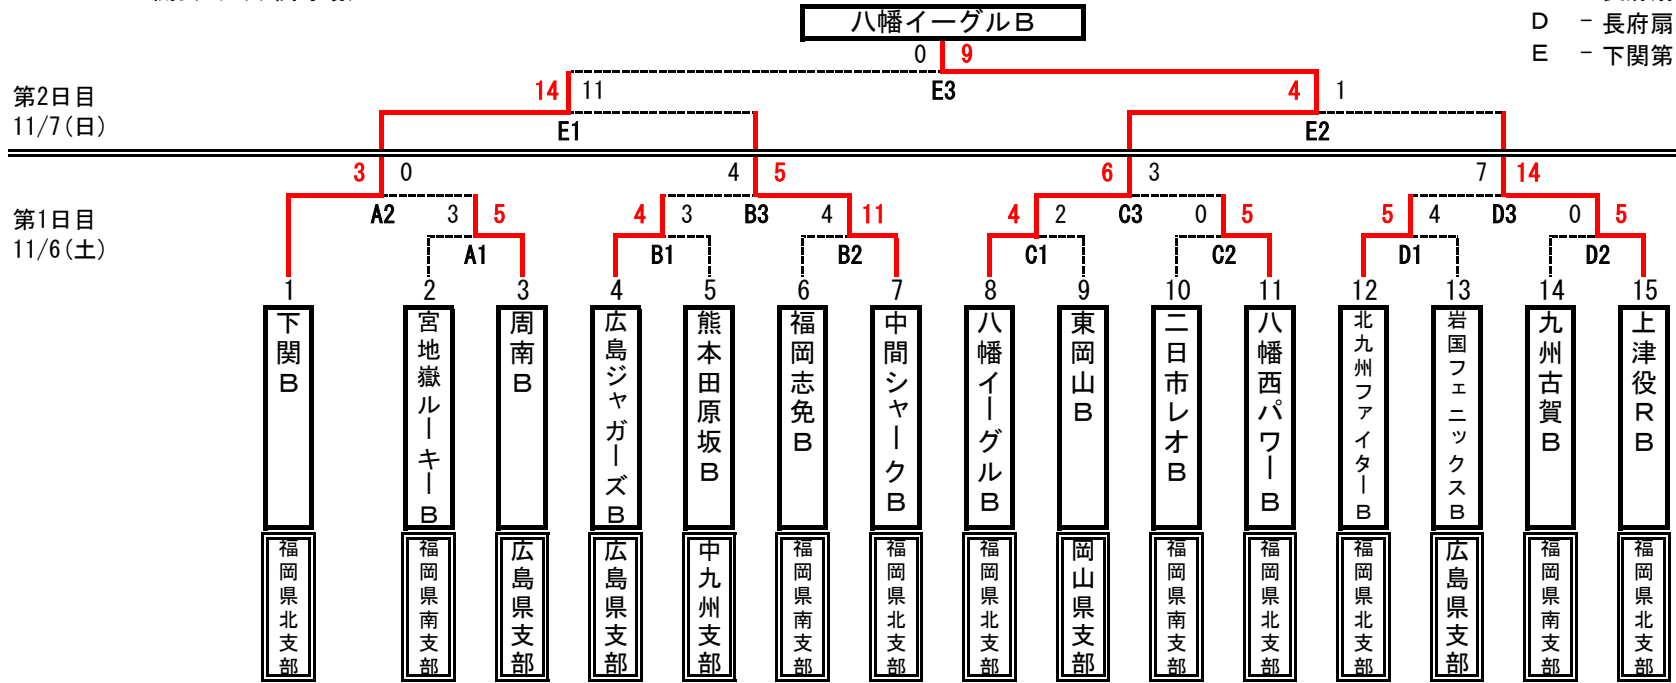 八幡イーグルB
D － 長府扇
E － 下関第
0 9
E3
第2日目
11/7(日)
14 11
4 1
E1
E2
3 0
4 5
6 3
7 14
第1日目
11/6(土)
A2
B3
C3
D3
3 5
4 3
4 11
4 2
0 5
5 4
0 5
A1
B1
B2
C1
C2
D1
D2
1 2 3 4 5 6 7 8 9 10 11 12 13 14 15
下関B
宮地嶽ルーキーB
周南B
広島ジャガーズB
熊本田原坂B
福岡志免B
中間シャークB
八幡イーグルB
東岡山B
二日市レオB
八幡西パワーB
北九州ファイターB
岩国フェニックスB
九州古賀B
上津役RB
福岡県北支部
福岡県南支部
広島県支部
広島県支部
中九州支部
福岡県南支部
福岡県北支部
福岡県北支部
岡山県支部
福岡県南支部
福岡県北支部
福岡県北支部
広島県支部
福岡県南支部
福岡県北支部